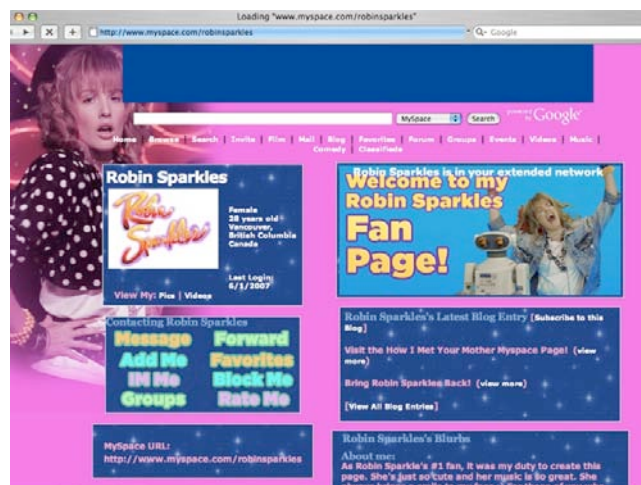 Loading "www.myspace.com/robinsparkles"
http://www.myspace.com/robinsparkles
Q- Google
MySpace
Search
powered by Google
Home | Browse | Search | Invite | Film | Mail | Blog | Favorites | Forum | Groups | Events | Videos | Music |
Comedy | Classifieds
Robin Sparkles
Robin Sparkles
Female
28 years old
Vancouver,
British Columbia
Canada
Last Login:
6/1/2007
View My: Pics | Videos
Contacting Robin Sparkles
Message Forward
Add Me Favorites
IM Me Block Me
Groups Rate Me
MySpace URL:
http://www.myspace.com/robinsparkles
Robin Sparkles is in your extended network
Welcome to my
Robin Sparkles
Fan
Page!
Robin Sparkles's Latest Blog Entry [Subscribe to this
Blog]
Visit the How I Met Your Mother Myspace Page! (view
more)
Bring Robin Sparkles Back! (view more)
[View All Blog Entries]
Robin Sparkles's Blurbs
About me:
As Robin Sparkle's #1 fan, it was my duty to create this
page. She's just so cute and her music is so great. She